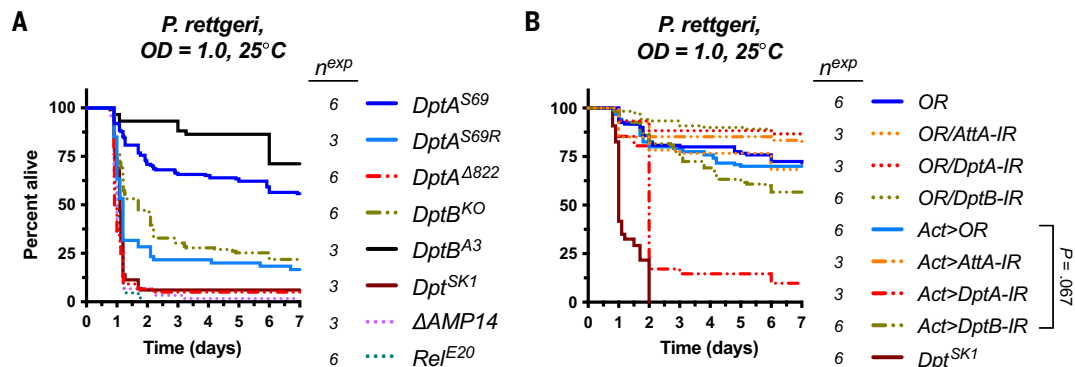 A
P. rettgeri,
OD = 1.0, 25°C
n^exp
Percent alive
100
75
50
25
0
0 1 2 3 4 5 6 7
Time (days)
6 DptA^S69
3 DptA^S69R
6 DptA^Δ822
6 DptB^KO
3 DptB^A3
3 Dpt^SK1
3 ΔAMP14
6 Rel^E20
B
P. rettgeri,
OD = 1.0, 25°C
n^exp
100
75
50
25
0
0 1 2 3 4 5 6 7
Time (days)
6 OR
3 OR/AttA-IR
3 OR/DptA-IR
6 OR/DptB-IR
6 Act>OR
3 Act>AttA-IR
3 Act>DptA-IR
6 Act>DptB-IR
6 Dpt^SK1
P = .067